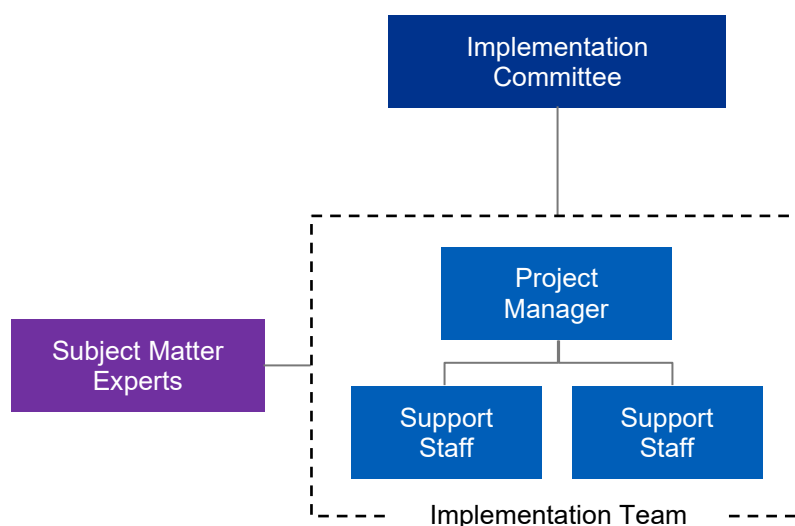 Implementation
Committee
Project
Manager
Subject Matter
Experts
Support
Staff
Support
Staff
Implementation Team